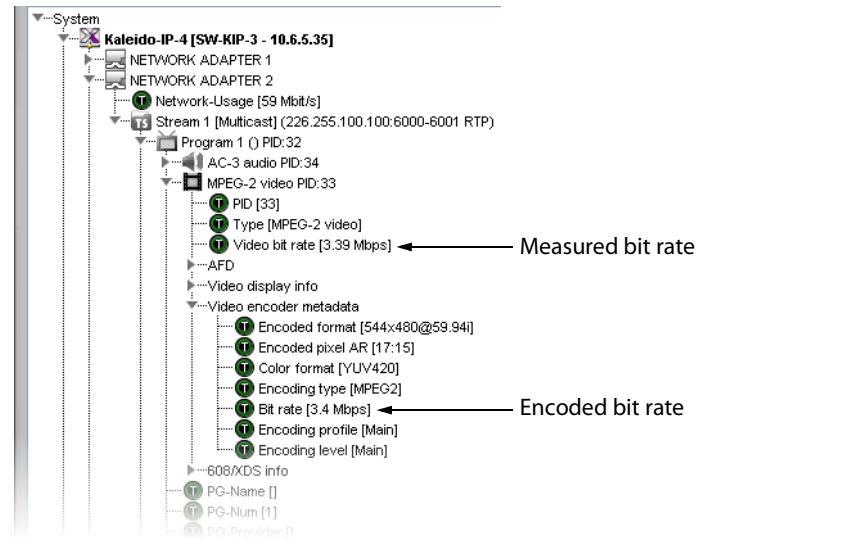 System
Kaleido-IP-4 [SW-KIP-3 - 10.6.5.35]
NETWORK ADAPTER 1
NETWORK ADAPTER 2
T Network-Usage [59 Mbit/s]
TS Stream 1 [Multicast] (226.255.100.100:6000-6001 RTP)
Program 1 () PID:32
AC-3 audio PID:34
MPEG-2 video PID:33
T PID [33]
T Type [MPEG-2 video]
T Video bit rate [3.39 Mbps] Measured bit rate
AFD
Video display info
Video encoder metadata
T Encoded format [544x480@59.94i]
T Encoded pixel AR [17:15]
T Color format [YUV420]
T Encoding type [MPEG2]
T Bit rate [3.4 Mbps] Encoded bit rate
T Encoding profile [Main]
T Encoding level [Main]
608/XDS info
T PG-Name []
T PG-Num [1]
T PG-Provider []